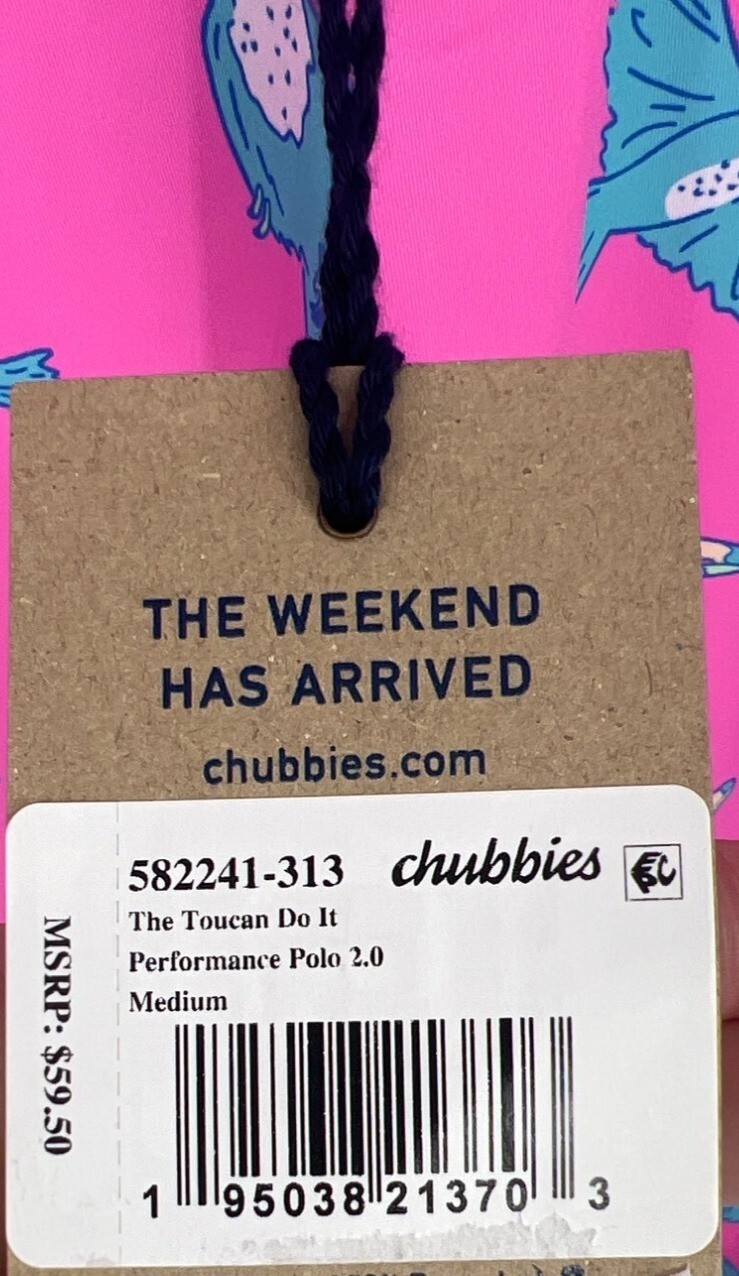 THE WEEKEND
HAS ARRIVED
chubbies.com
582241-313 chubbies
The Toucan Do It
Performance Polo 2.0
Medium
MSRP: $59.50
1 95038 21370 3